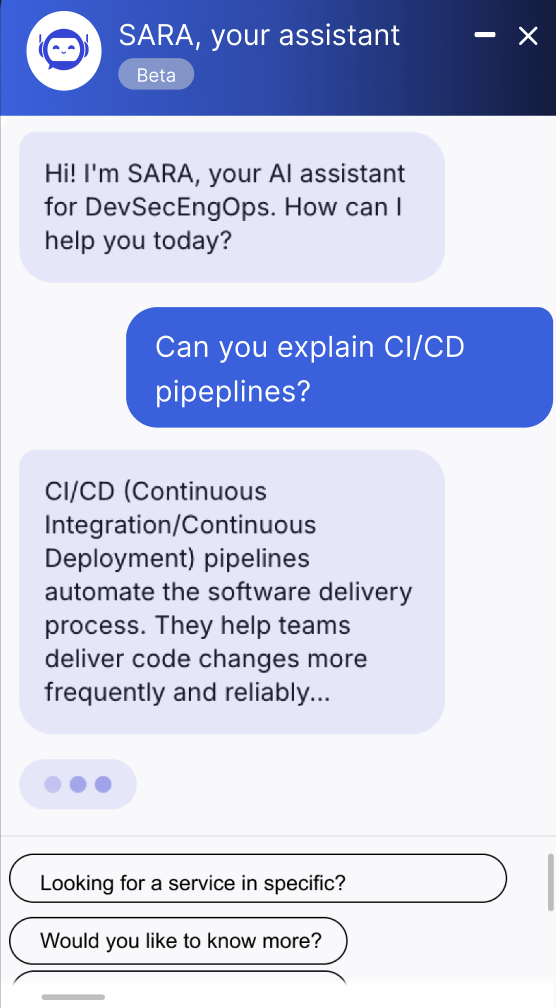 SARA, your assistant
Beta
Hi! I'm SARA, your AI assistant
for DevSecEngOps. How can I
help you today?
Can you explain CI/CD
pipeplines?
CI/CD (Continuous
Integration/Continuous
Deployment) pipelines
automate the software delivery
process. They help teams
deliver code changes more
frequently and reliably...
Looking for a service in specific?
Would you like to know more?